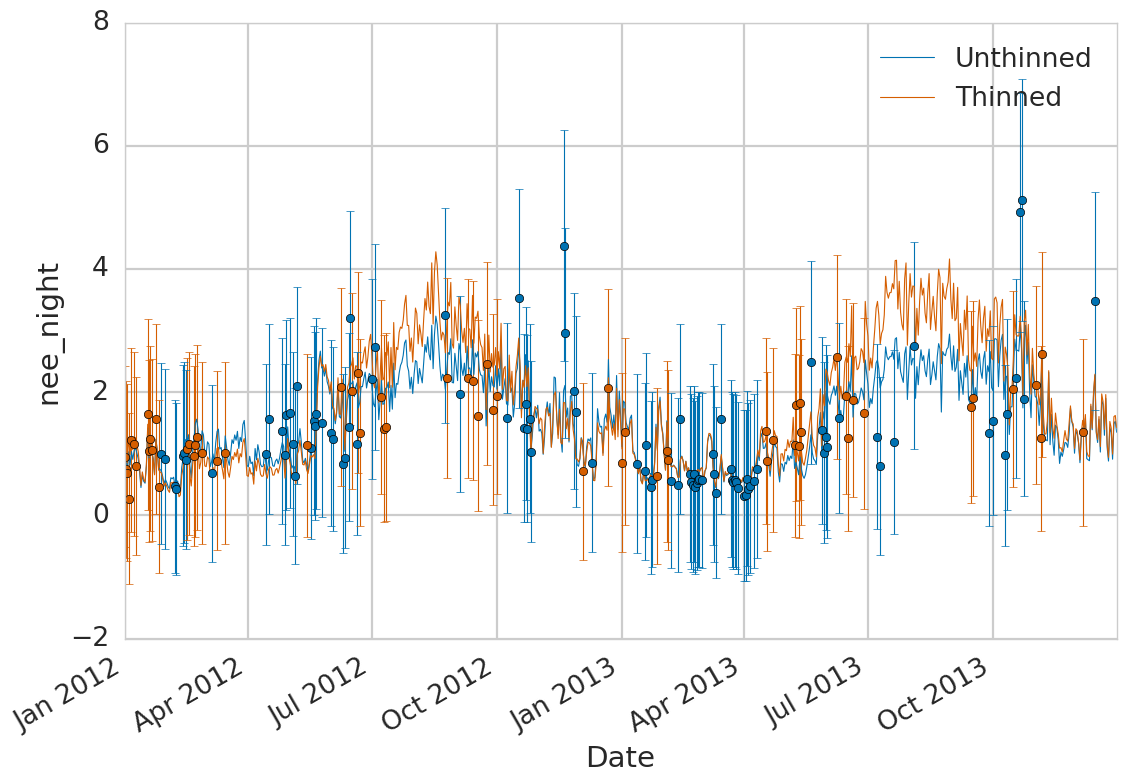 8
6
4
2
0
−2
nee_night
Unthinned
Thinned
Jan 2012
Apr 2012
Jul 2012
Oct 2012
Jan 2013
Apr 2013
Jul 2013
Oct 2013
Date